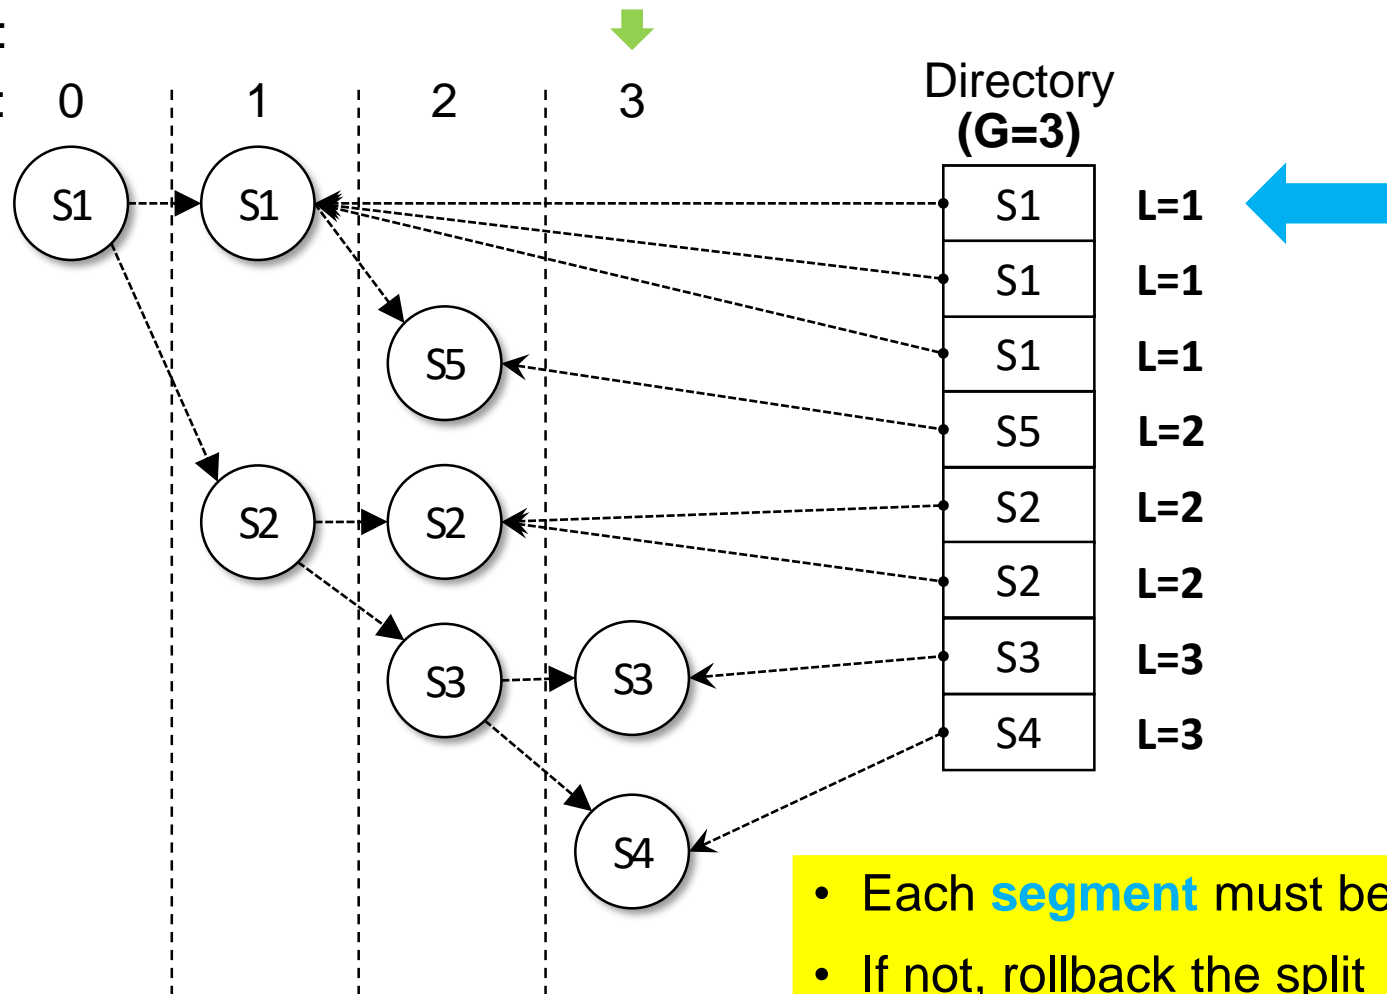 :
: 0 1 2 3
Directory
(G=3)
S1 S1 S1 L=1
S1 L=1
S1 L=1
S5 S5 L=2
S2 S2 S2 L=2
S2 L=2
S3 S3 S3 L=3
S4 L=3
S4
• Each segment must be
• If not, rollback the split